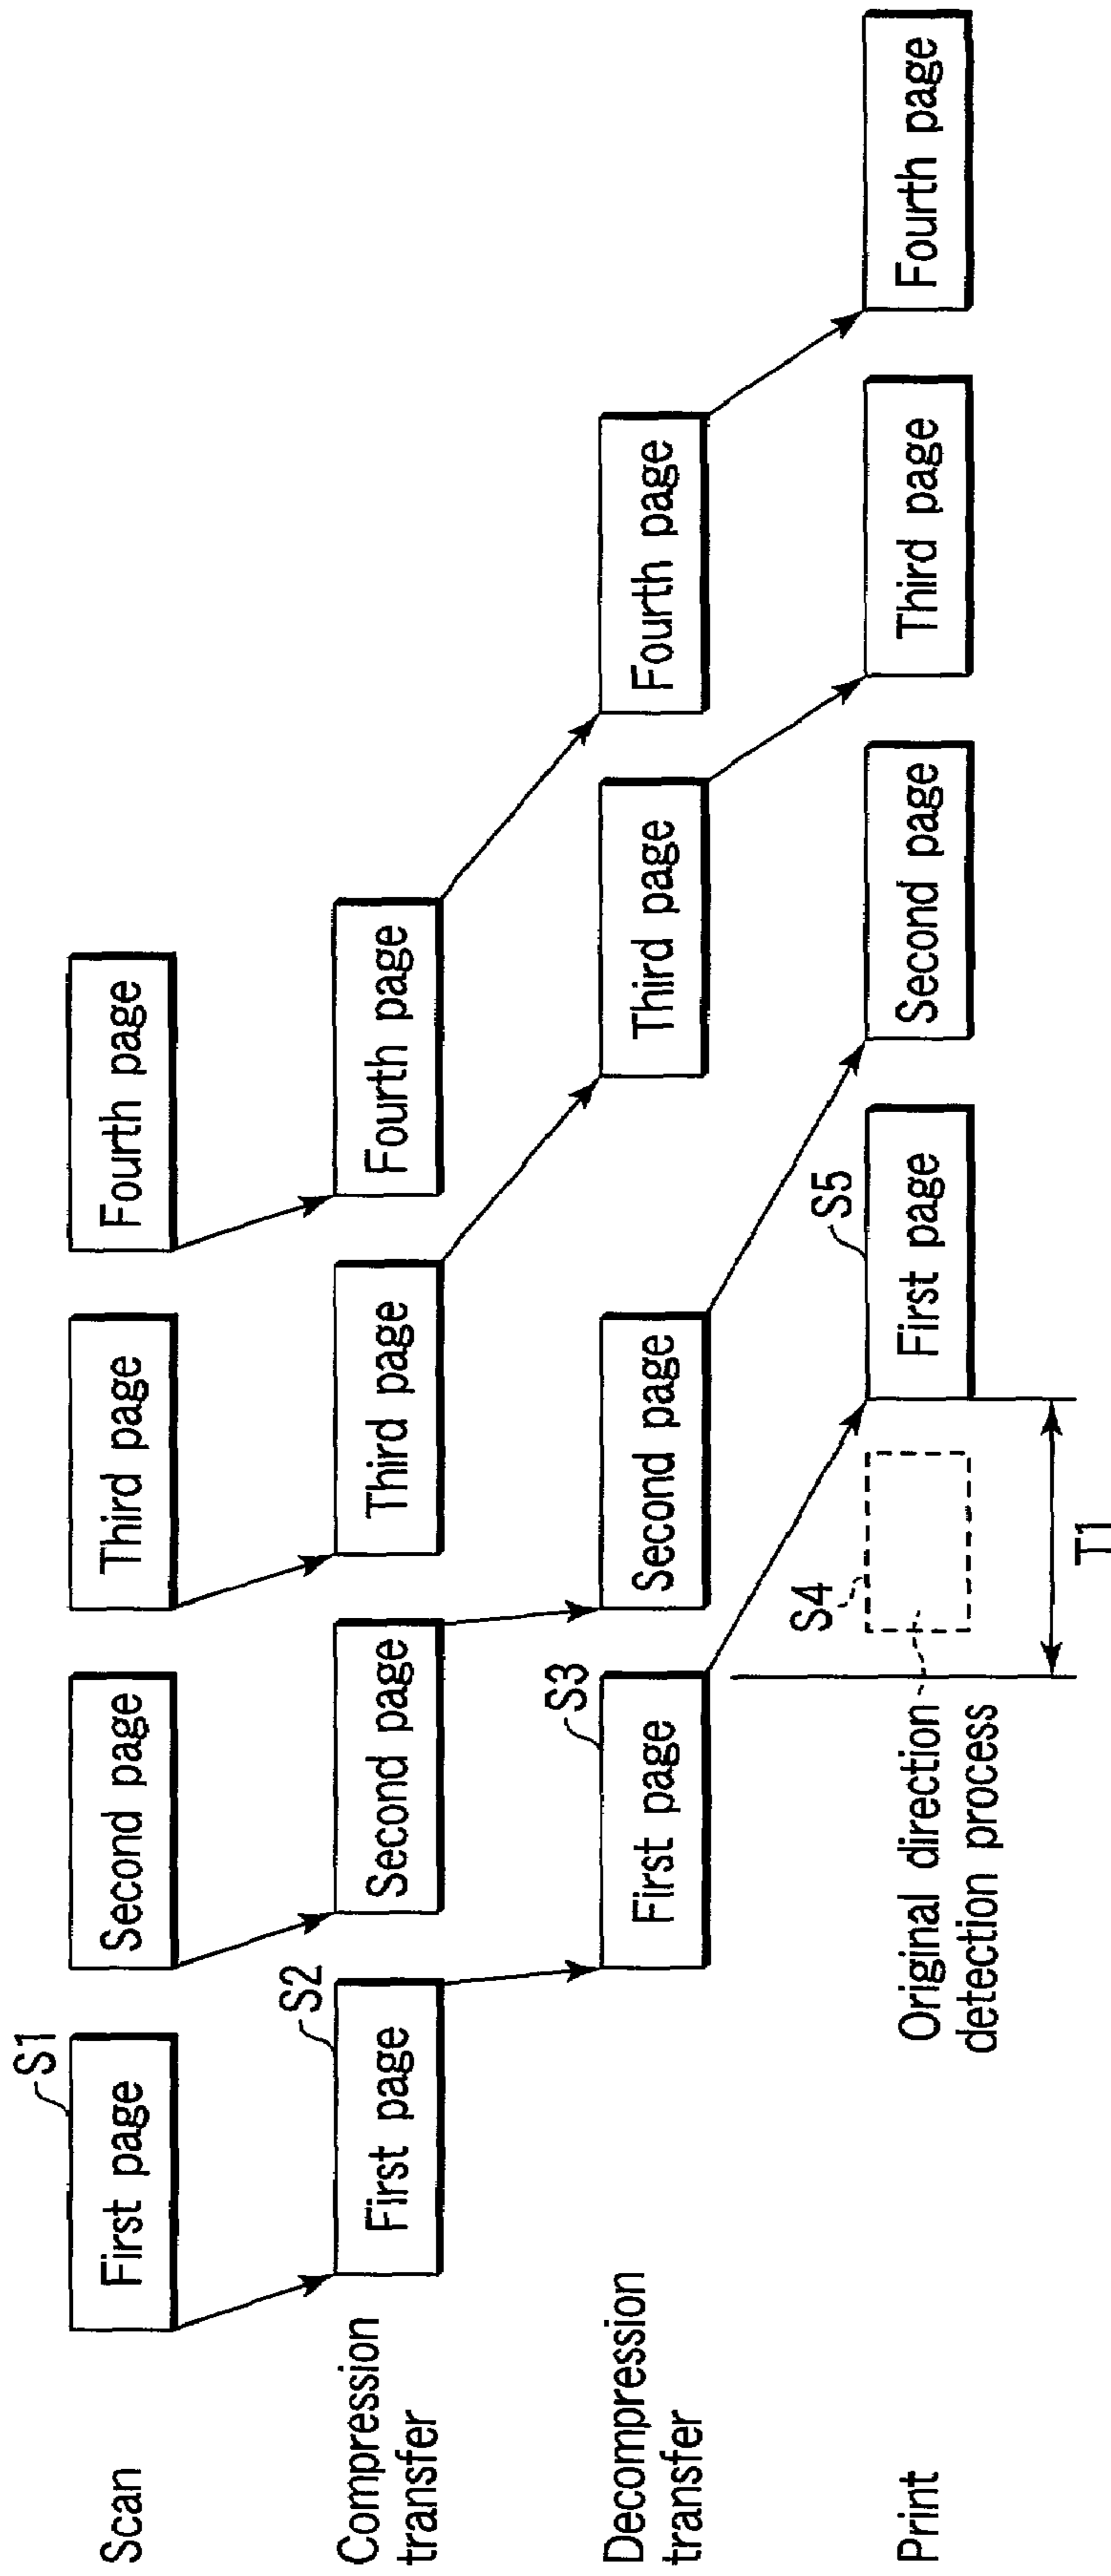 Scan
First page
S1
Second page
Third page
Fourth page
Compression
transfer
First page
S2
Second page
Third page
Fourth page
Decompression
transfer
First page
S3
Second page
Third page
Fourth page
Print
Original direction
detection process
S4
T1
First page
S5
Second page
Third page
Fourth page